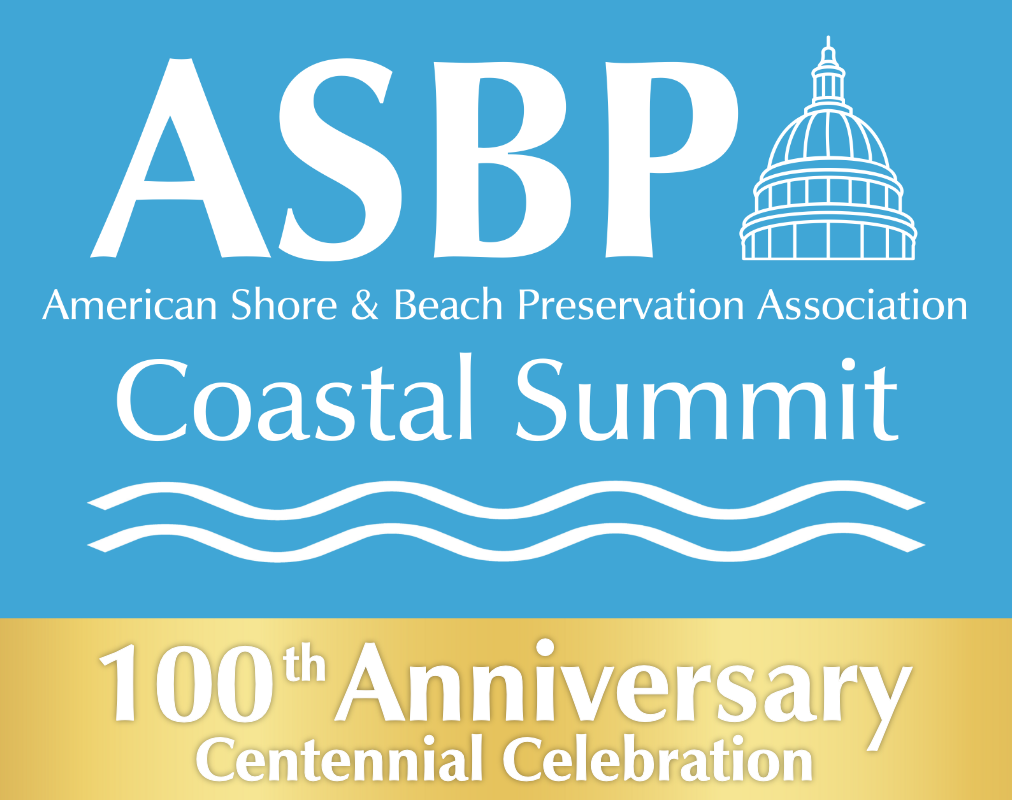 ASBP
American Shore & Beach Preservation Association
Coastal Summit
100th Anniversary
Centennial Celebration